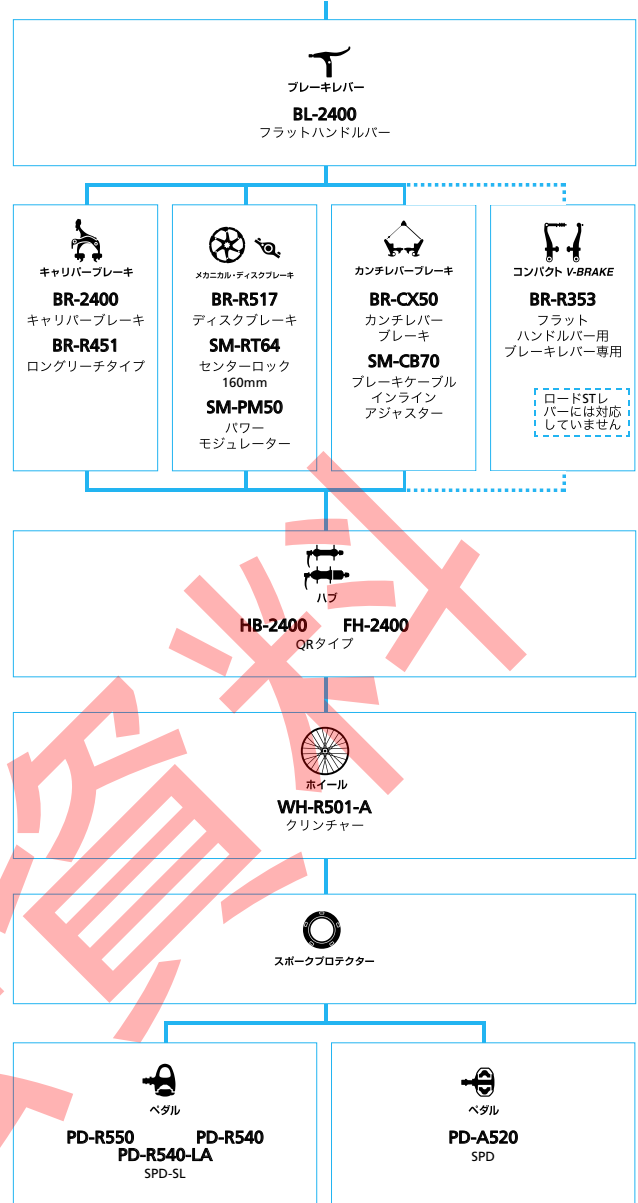 ブレーキレバー
BL-2400
フラットハンドルバー
キャリパーブレーキ
BR-2400
キャリパーブレーキ
BR-R451
ロングリーチタイプ
メカニカル・ディスクブレーキ
BR-R517
ディスクブレーキ
SM-RT64
センターロック
160mm
SM-PM50
パワー
モジュレーター
カンチレバーブレーキ
BR-CX50
カンチレバー
ブレーキ
SM-CB70
ブレーキケーブル
インライン
アジャスター
コンパクト V-BRAKE
BR-R353
フラット
ハンドルバー用
ブレーキレバー専用
ロードSTレ
バーには対応
していません
ハブ
HB-2400 FH-2400
QRタイプ
ホイール
WH-R501-A
クリンチャー
スポークプロテクター
ペダル
PD-R550 PD-R540
PD-R540-LA
SPD-SL
ペダル
PD-A520
SPD
資料